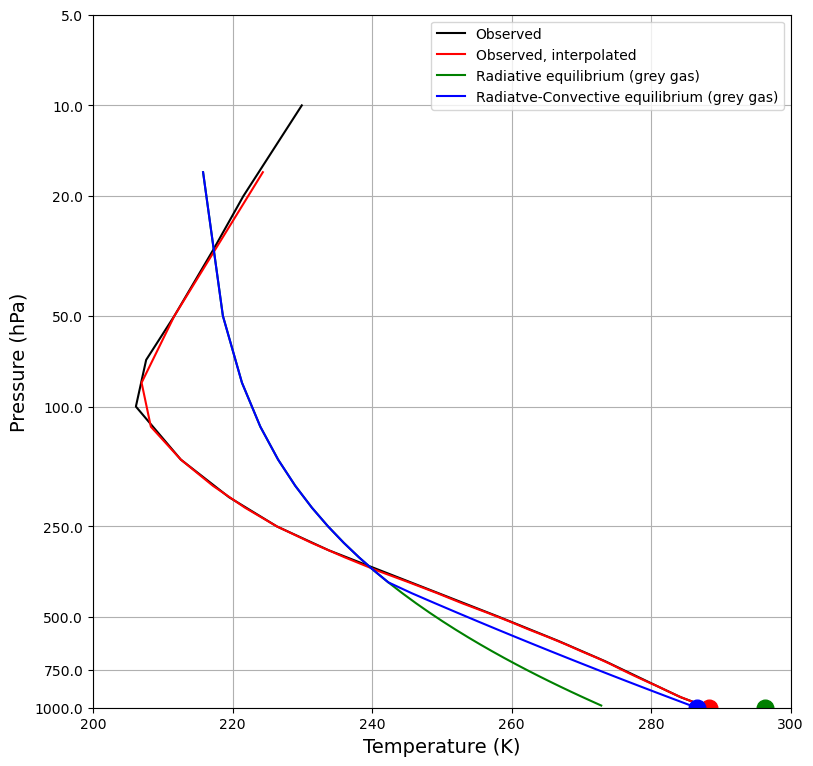 Observed
Observed, interpolated
Radiative equilibrium (grey gas)
Radiatve-Convective equilibrium (grey gas)
5.0
10.0
20.0
50.0
100.0
250.0
500.0
750.0
1000.0
Pressure (hPa)
200 220 240 260 280 300
Temperature (K)